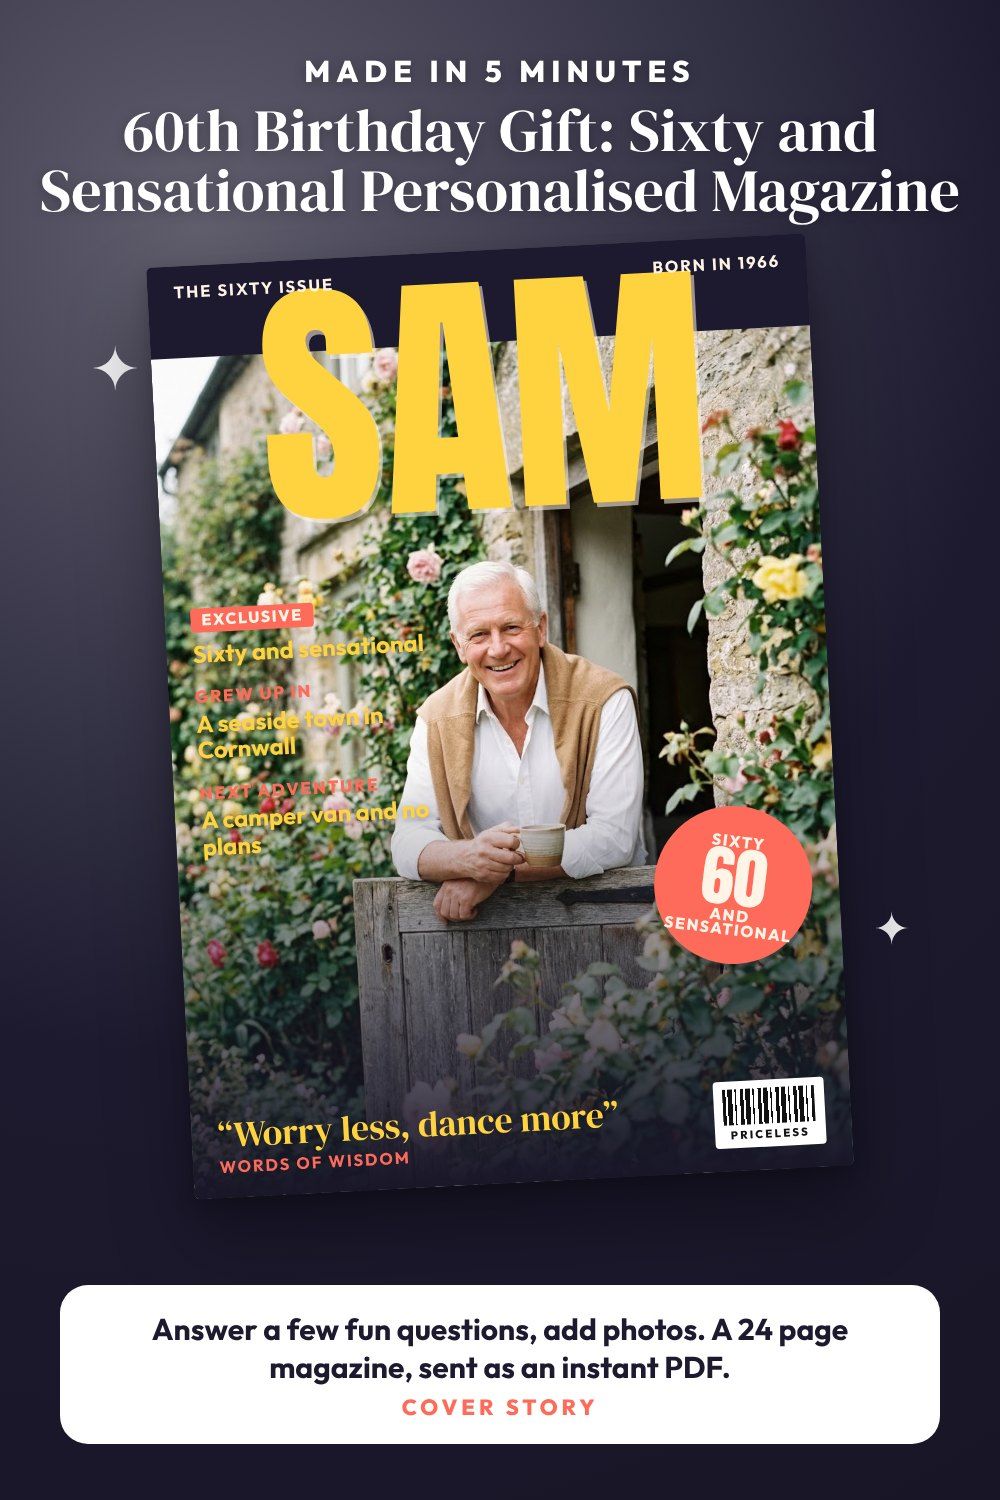 MADE IN 5 MINUTES
60th Birthday Gift: Sixty and
Sensational Personalised Magazine
THE SIXTY ISSUE
BORN IN 1966
SAM
EXCLUSIVE
Sixty and sensational
GREW UP IN
A seaside town in
Cornwall
NEXT ADVENTURE
A camper van and no
plans
SIXTY
60
AND
SENSATIONAL
“Worry less, dance more”
WORDS OF WISDOM
PRICELESS
Answer a few fun questions, add photos. A 24 page
magazine, sent as an instant PDF.
COVER STORY